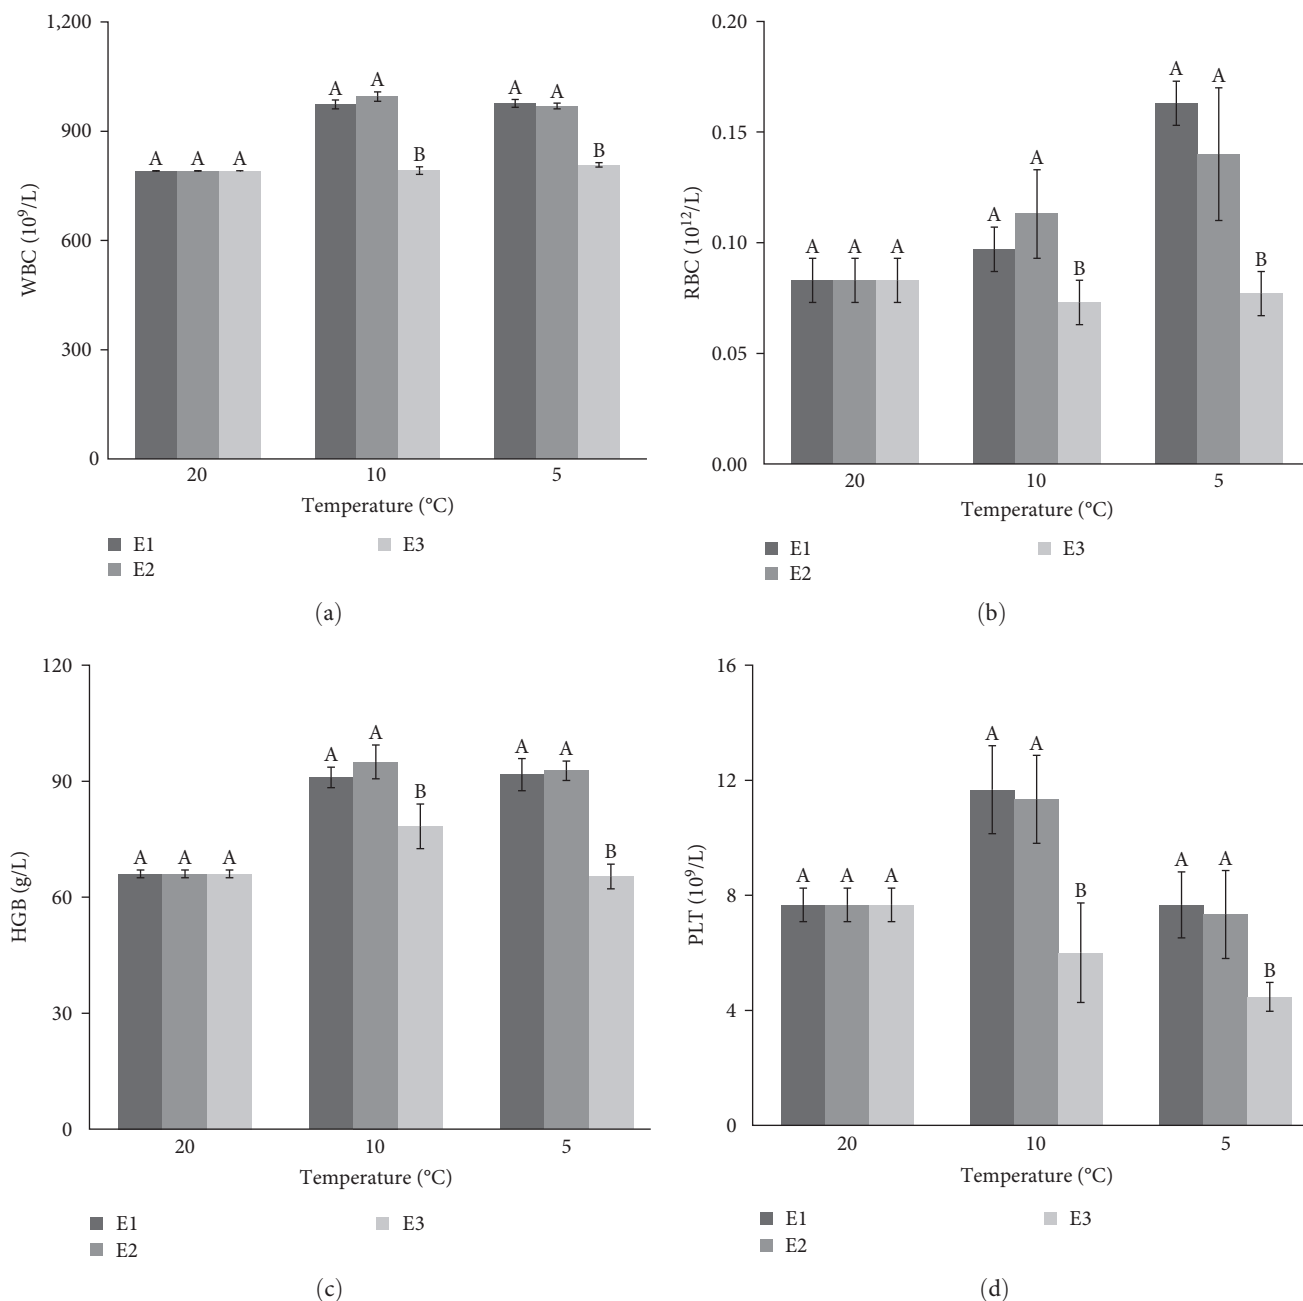 1,200
900
600
300
0
WBC (10⁹/L)
A A A
A A B
A A B
20 10 5
Temperature (°C)
E1 E3
E2
(a)
0.20
0.15
0.10
0.05
0.00
RBC (10¹²/L)
A A A
A A B
A A B
20 10 5
Temperature (°C)
E1 E3
E2
(b)
120
90
60
30
0
HGB (g/L)
A A A
A A B
A A B
20 10 5
Temperature (°C)
E1 E3
E2
(c)
16
12
8
4
0
PLT (10⁹/L)
A A A
A A B
A A B
20 10 5
Temperature (°C)
E1 E3
E2
(d)